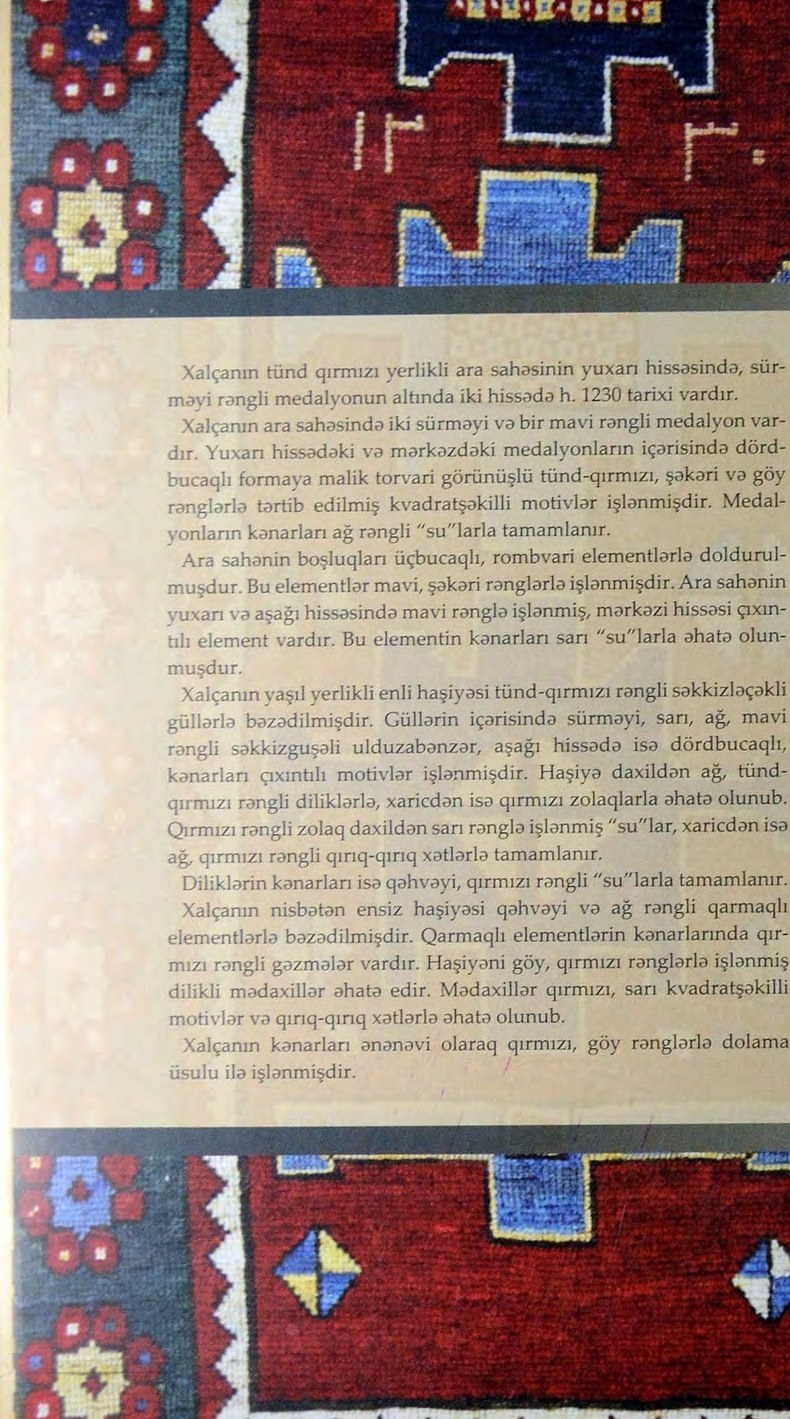 ١٢ ٣٠
Xalçanın tünd qırmızı yerlikli ara sahəsinin yuxarı hissəsində, sür-
məyi rəngli medalyonun altında iki hissədə h. 1230 tarixi vardır.
Xalçanın ara sahəsində iki sürməyi və bir mavi rəngli medalyon var-
dır. Yuxarı hissədəki və mərkəzdəki medalyonların içərisində dörd-
bucaqlı formaya malik torvari görünüşlü tünd-qırmızı, şəkəri və göy
rənglərlə tərtib edilmiş kvadratşəkilli motivlər işlənmişdir. Medal-
yonların kənarları ağ rəngli "su"larla tamamlanır.
Ara sahənin boşluqları üçbucaqlı, rombvari elementlərlə doldurul-
muşdur. Bu elementlər mavi, şəkəri rənglərlə işlənmişdir. Ara sahənin
yuxarı və aşağı hissəsində mavi rənglə işlənmiş, mərkəzi hissəsi çıxın-
tılı element vardır. Bu elementin kənarları sarı "su"larla əhatə olun-
muşdur.
Xalçanın yaşıl yerlikli enli haşiyəsi tünd-qırmızı rəngli səkkizləçəkli
güllərlə bəzədilmişdir. Güllərin içərisində sürməyi, sarı, ağ, mavi
rəngli səkkizguşəli ulduzabənzər, aşağı hissədə isə dördbucaqlı,
kənarları çıxıntılı motivlər işlənmişdir. Haşiyə daxildən ağ, tünd-
qırmızı rəngli diliklərlə, xaricdən isə qırmızı zolaqlarla əhatə olunub.
Qırmızı rəngli zolaq daxildən sarı rənglə işlənmiş "su"lar, xaricdən isə
ağ, qırmızı rəngli qırıq-qırıq xətlərlə tamamlanır.
Diliklərin kənarları isə qəhvəyi, qırmızı rəngli "su"larla tamamlanır.
Xalçanın nisbətən ensiz haşiyəsi qəhvəyi və ağ rəngli qarmaqlı
elementlərlə bəzədilmişdir. Qarmaqlı elementlərin kənarlarında qır-
mızı rəngli gəzmələr vardır. Haşiyəni göy, qırmızı rənglərlə işlənmiş
dilikli mədaxillər əhatə edir. Mədaxillər qırmızı, sarı kvadratşəkilli
motivlər və qırıq-qırıq xətlərlə əhatə olunub.
Xalçanın kənarları ənənəvi olaraq qırmızı, göy rənglərlə dolama
üsulu ilə işlənmişdir.